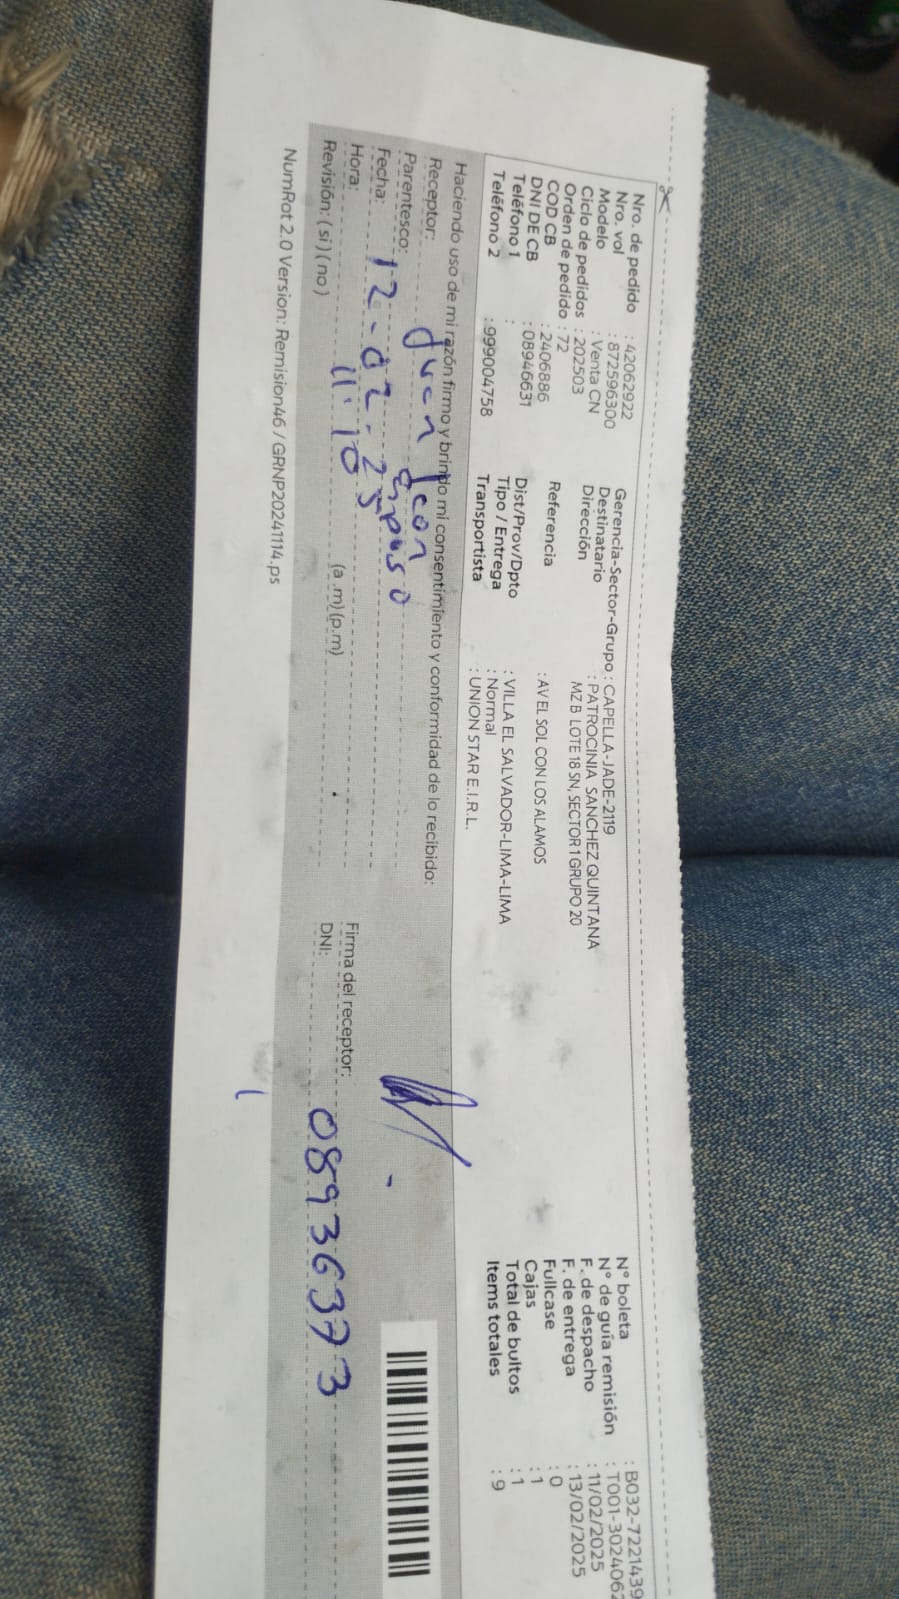 Nro. de pedido : 42062922
Nro. vol : 872596300
Modelo : Venta CN
Ciclo de pedidos : 202503
Orden de pedido : 72
COD CB : 2406886
DNI DE CB : 08946631
Teléfono 1 :
Teléfono 2 : 999004758
Gerencia-Sector-Grupo : CAPELLA-JADE-2119
Destinatario : PATROCINIA SANCHEZ QUINTANA
Dirección MZ B LOTE 18 SN, SECTOR 1 GRUPO 20
Referencia : AV EL SOL CON LOS ALAMOS
Dist/Prov/Dpto : VILLA EL SALVADOR-LIMA-LIMA
Tipo / Entrega : Normal
Transportista : UNION STAR E.I.R.L.
N° boleta : B032-7221439
N° de guía remisión : T001-3024062
F. de despacho : 11/02/2025
F. de entrega : 13/02/2025
Fullcase : 0
Cajas : 1
Total de bultos : 1
Items totales : 9
Haciendo uso de mi razón firmo y brindo mi consentimiento y conformidad de lo recibido:
Receptor: Juan Leon
Parentesco: esposo
Fecha: 12-02-25
Hora: 11:10 (a .m) (p.m)
Revisión: ( si ) ( no )
Firma del receptor:
DNI: 089363773
NumRot 2.0 Version: Remision46 / GRNP20241114.ps